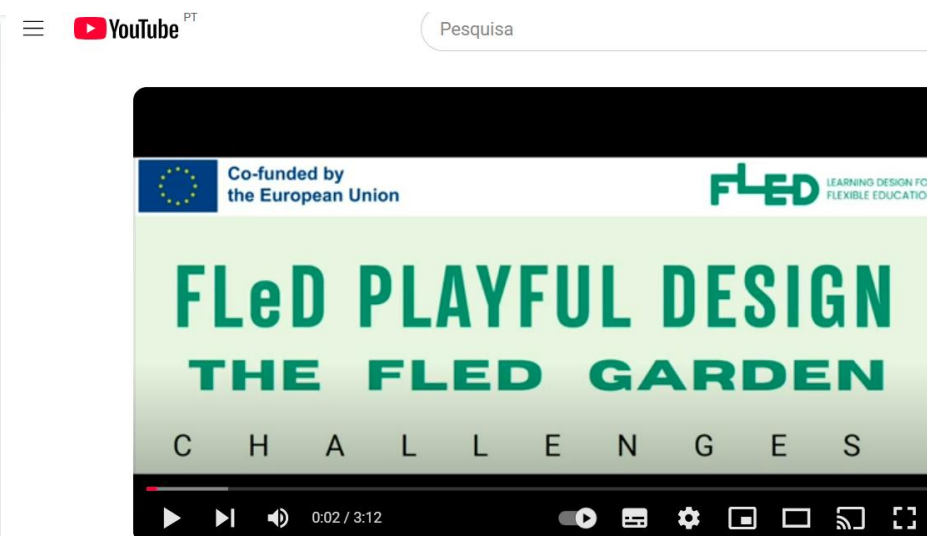 YouTube PT
Pesquisa
Co-funded by
the European Union
FLED
LEARNING DESIGN FO
FLEXIBLE EDUCATIO
FLeD PLAYFUL DESIGN
THE FLED GARDEN
CHALLENGES
0:02 / 3:12